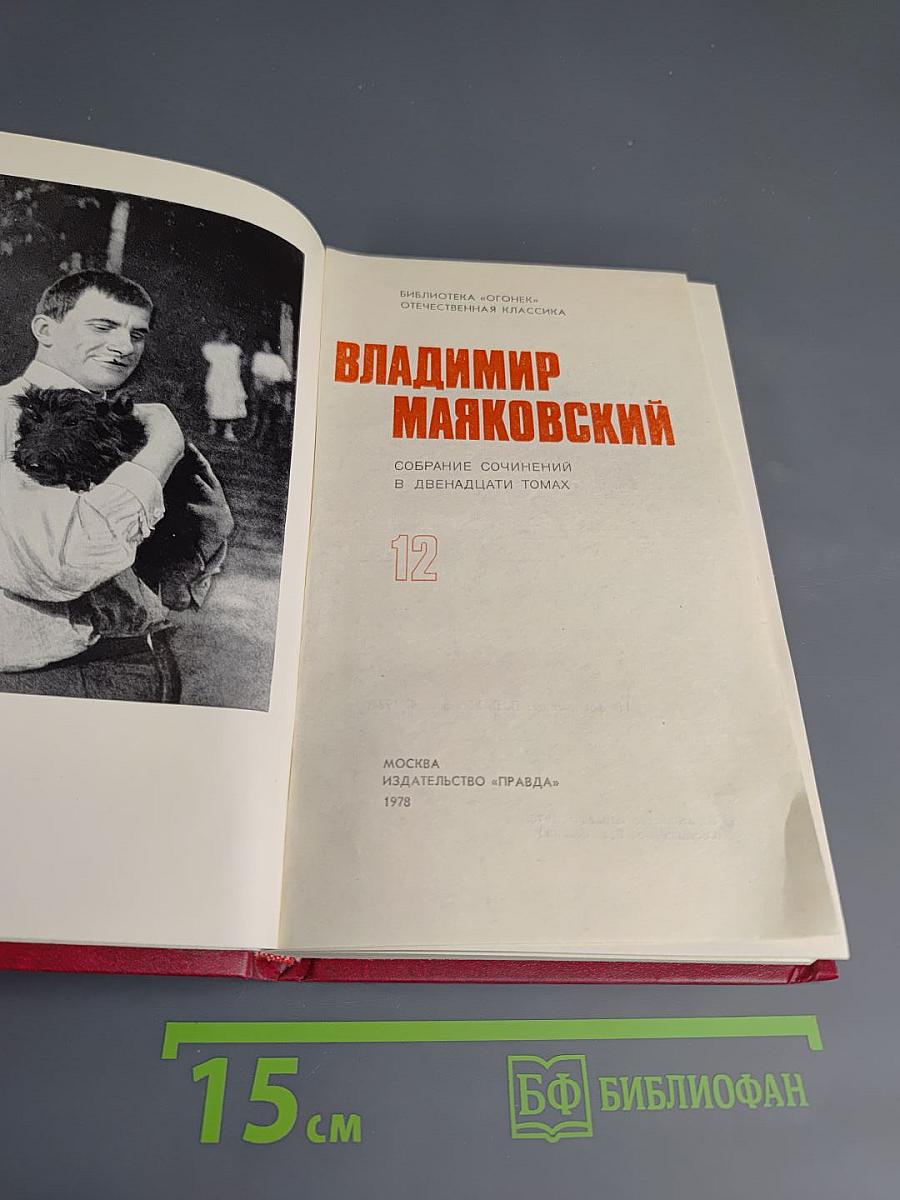 БИБЛИОТЕКА «ОГОНЕК»
ОТЕЧЕСТВЕННАЯ КЛАССИКА
ВЛАДИМИР
МАЯКОВСКИЙ
СОБРАНИЕ СОЧИНЕНИЙ
В ДВЕНАДЦАТИ ТОМАХ
12
МОСКВА
ИЗДАТЕЛЬСТВО «ПРАВДА»
1978
15 см
БФ БИБЛИОФАН